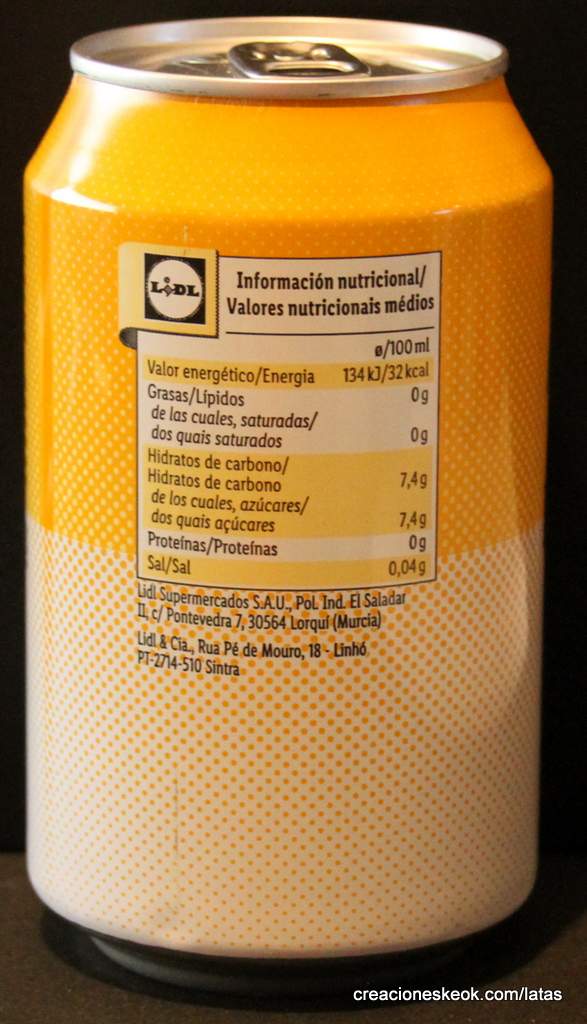 LIDL
Información nutricional/
Valores nutricionais médios
ø/100 ml
Valor energético/Energia 134 kJ/32 kcal
Grasas/Lípidos 0 g
de las cuales, saturadas/
dos quais saturados 0 g
Hidratos de carbono/
Hidratos de carbono 7,4 g
de los cuales, azúcares/
dos quais açúcares 7,4 g
Proteínas/Proteínas 0 g
Sal/Sal 0,04 g
Lidl Supermercados S.A.U., Pol. Ind. El Saladar
II, c/ Pontevedra 7, 30564 Lorquí (Murcia)
Lidl & Cia., Rua Pé de Mouro, 18 - Linhó
PT-2714-510 Sintra
creacioneskeok.com/latas